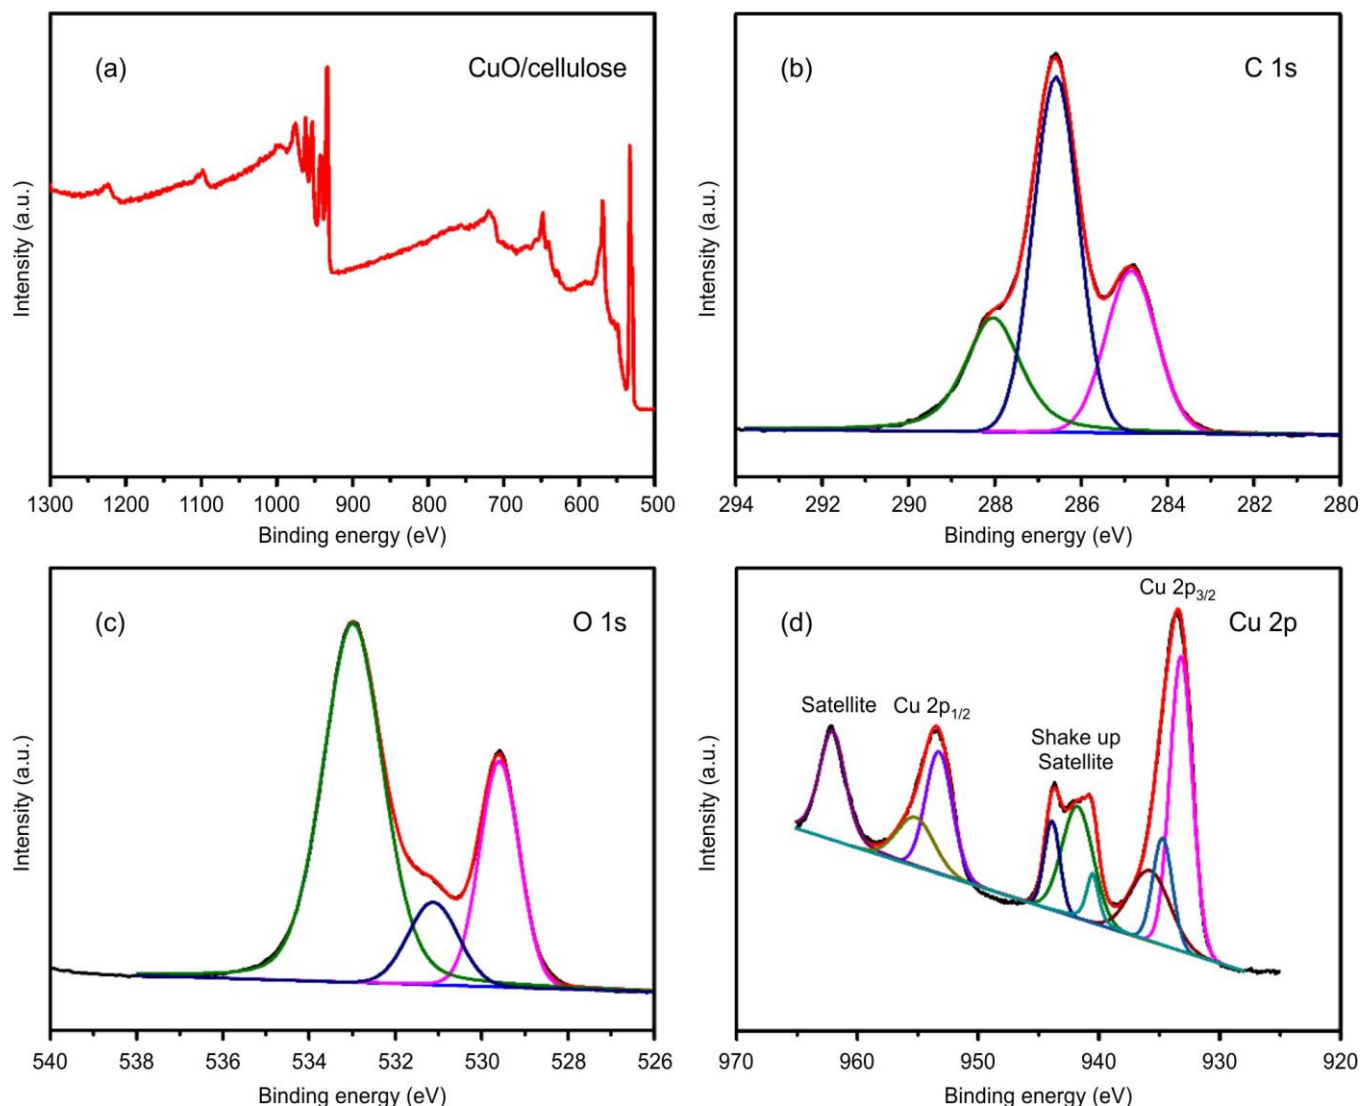 (a)
CuO/cellulose
Intensity (a.u.)
1300 1200 1100 1000 900 800 700 600 500
Binding energy (eV)
(b)
C 1s
Intensity (a.u.)
294 292 290 288 286 284 282 280
Binding energy (eV)
(c)
O 1s
Intensity (a.u.)
540 538 536 534 532 530 528 526
Binding energy (eV)
(d)
Cu 2p3/2
Cu 2p
Satellite
Cu 2p1/2
Shake up
Satellite
Intensity (a.u.)
970 960 950 940 930 920
Binding energy (eV)